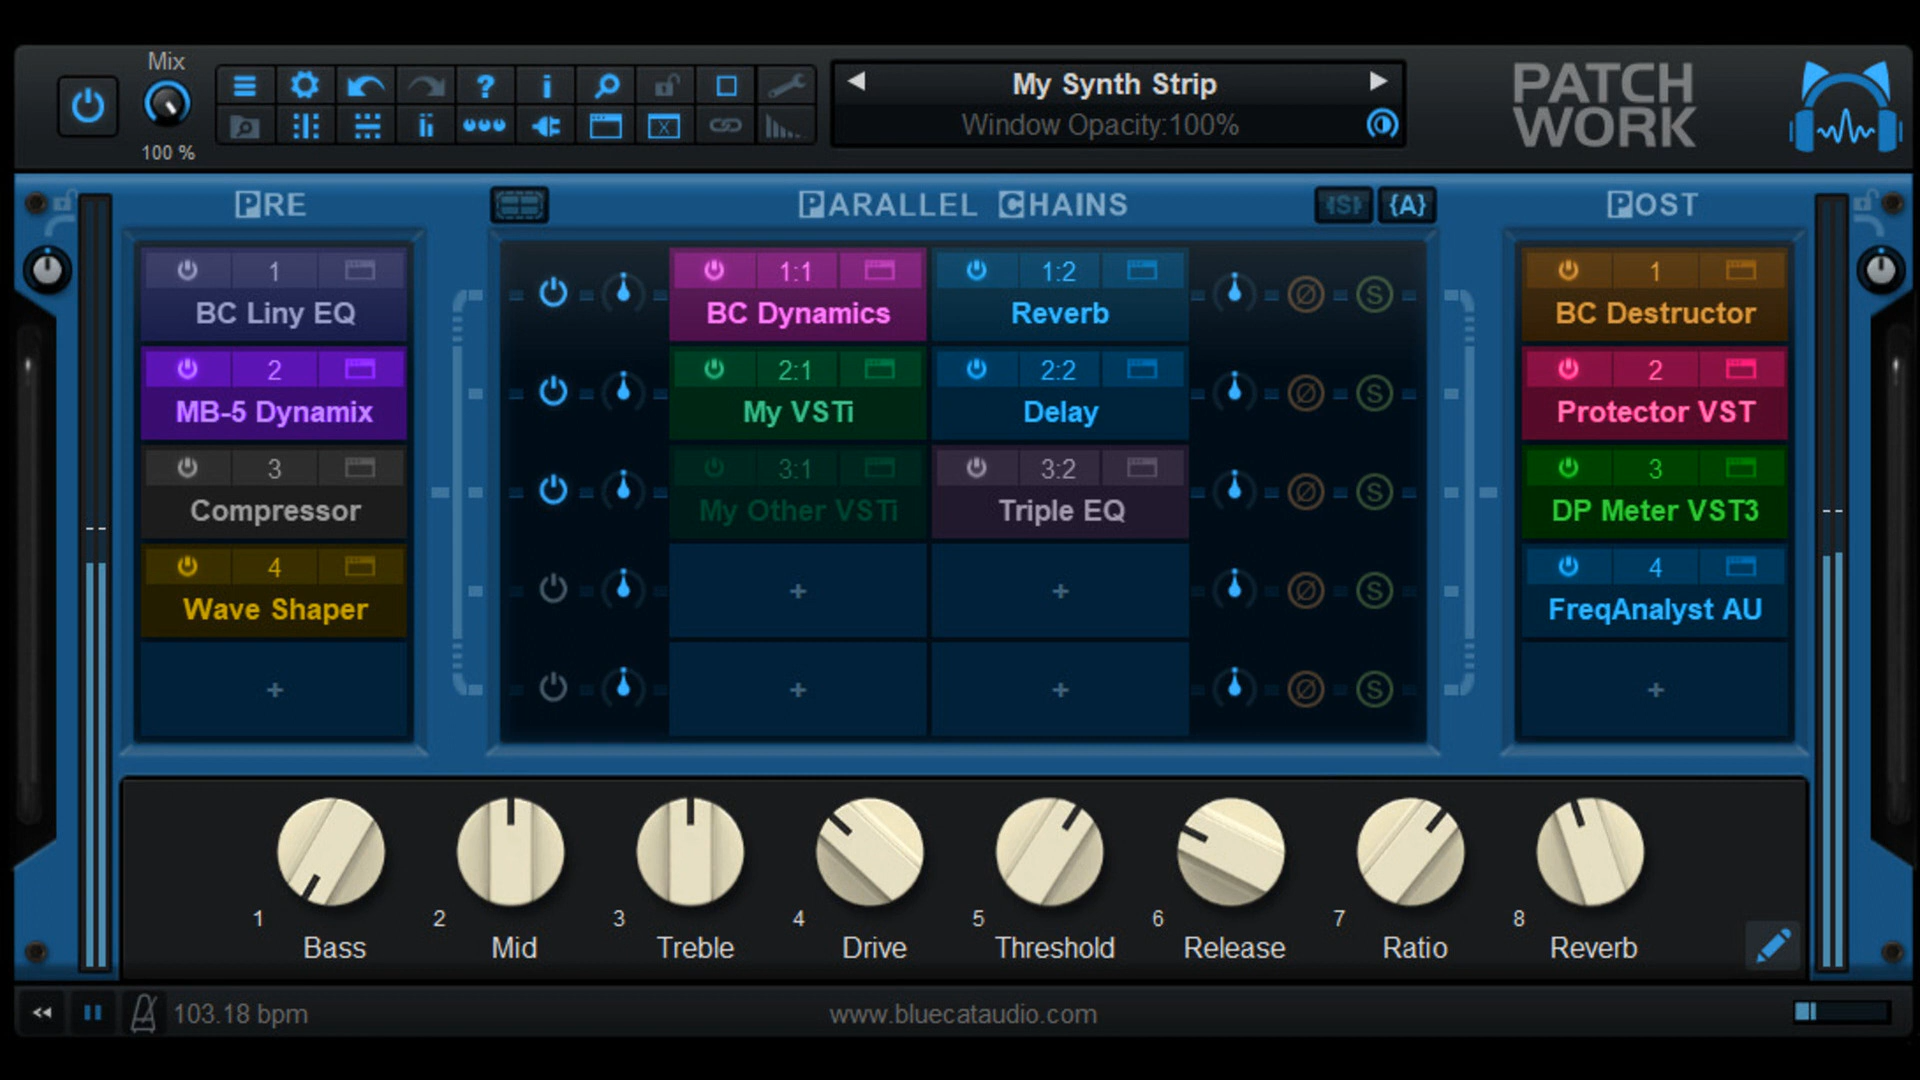 Mix
100 %
My Synth Strip
Window Opacity:100%
PATCH
WORK
PRE
PARALLEL CHAINS
{S}
{A}
POST
1
BC Liny EQ
2
MB-5 Dynamix
3
Compressor
4
Wave Shaper
+
1:1
BC Dynamics
1:2
Reverb
Ø
S
2:1
My VSTi
2:2
Delay
Ø
S
3:1
My Other VSTi
3:2
Triple EQ
Ø
S
+
+
Ø
S
+
+
Ø
S
1
BC Destructor
2
Protector VST
3
DP Meter VST3
4
FreqAnalyst AU
+
1
Bass
2
Mid
3
Treble
4
Drive
5
Threshold
6
Release
7
Ratio
8
Reverb
103.18 bpm
www.bluecataudio.com